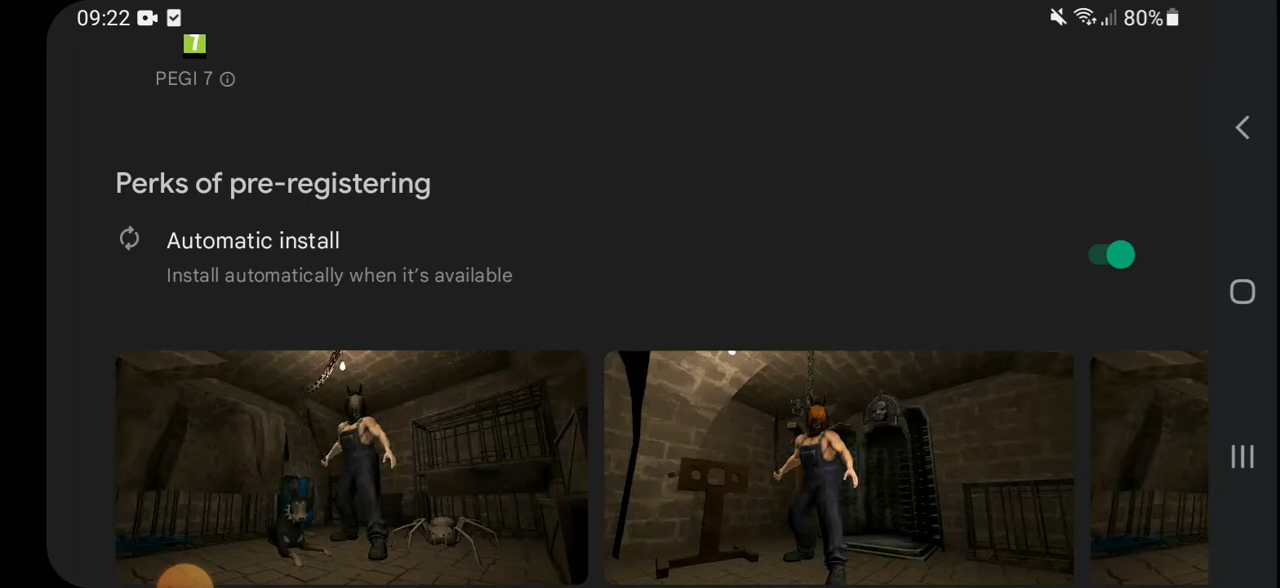 09:22
80%
7
PEGI 7
Perks of pre-registering
Automatic install
Install automatically when it's available